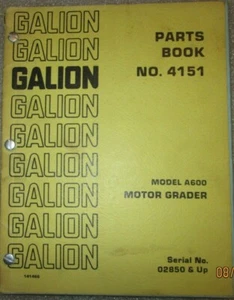 GALION
GALION
GALION
GALION
GALION
GALION
GALION
GALION
GALION
PARTS
BOOK
NO. 4151
MODEL A600
MOTOR GRADER
Serial No.
02850 & Up
08/